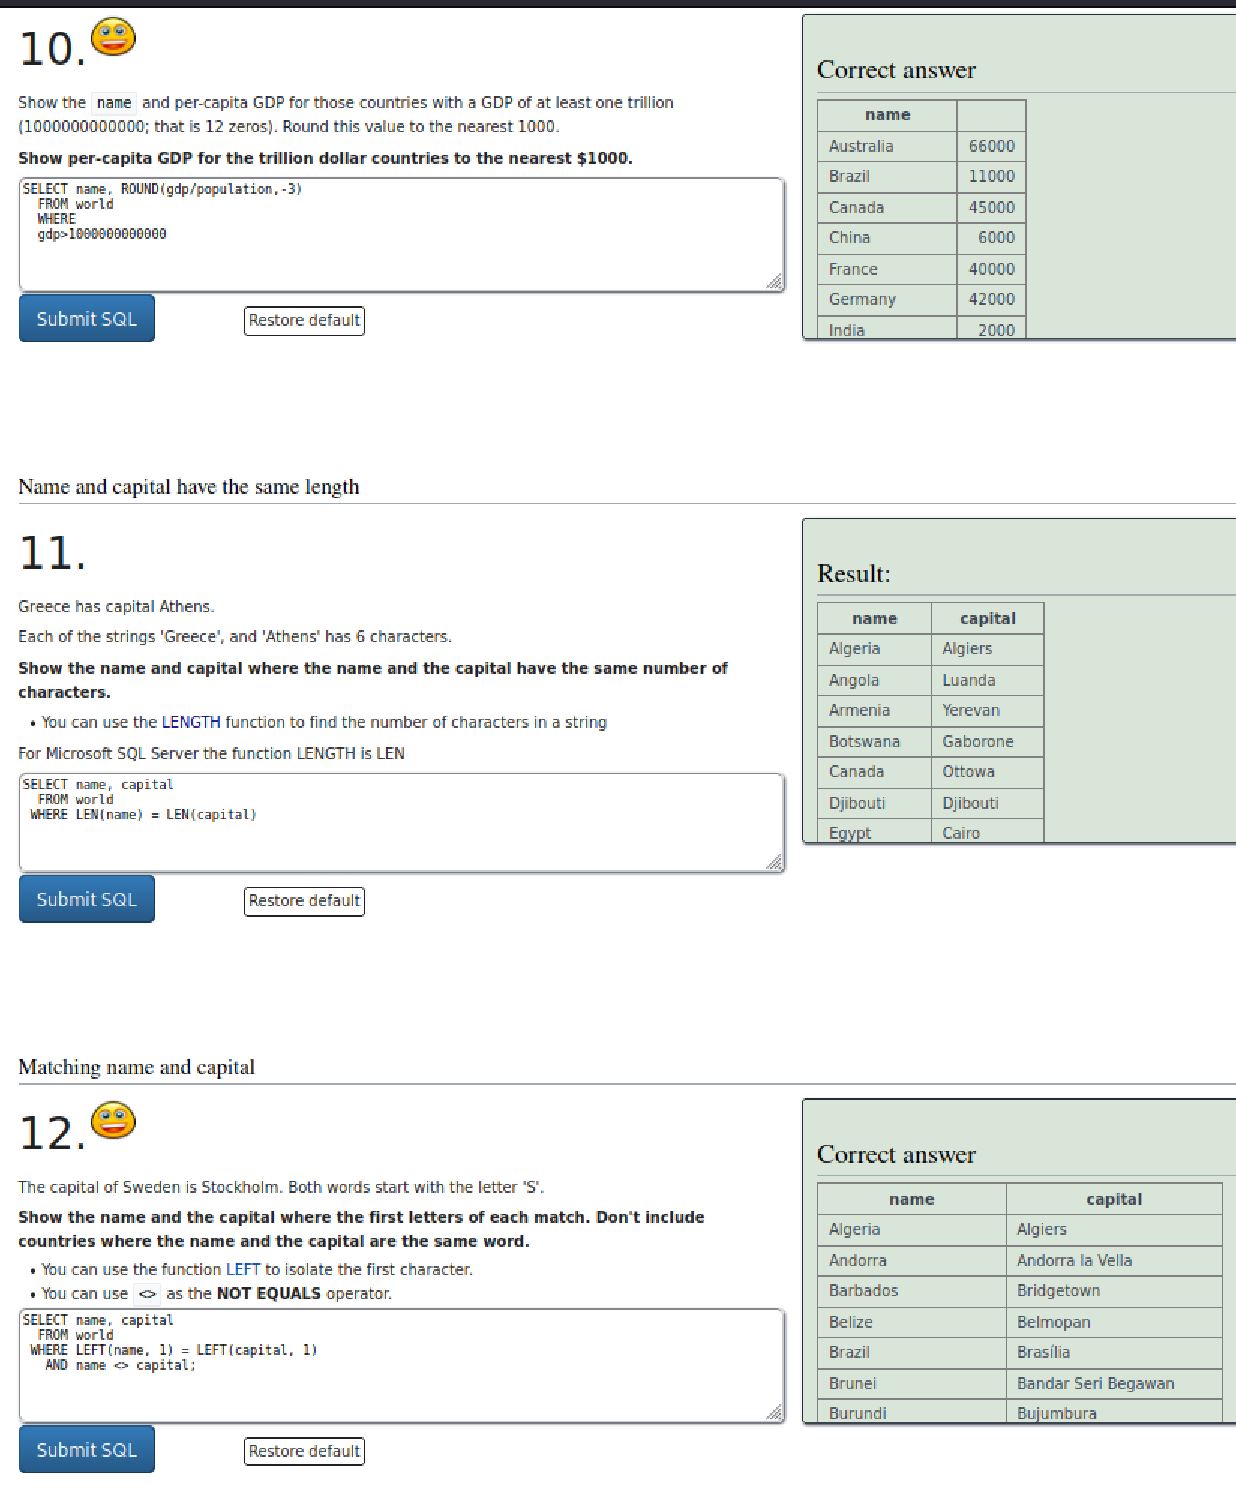 10.
Show the name and per-capita GDP for those countries with a GDP of at least one trillion
(1000000000000; that is 12 zeros). Round this value to the nearest 1000.
Show per-capita GDP for the trillion dollar countries to the nearest $1000.
SELECT name, ROUND(gdp/population,-3)
FROM world
WHERE
gdp>1000000000000
Submit SQL
Restore default
Correct answer
name
Australia 66000
Brazil 11000
Canada 45000
China 6000
France 40000
Germany 42000
India 2000
Name and capital have the same length
11.
Greece has capital Athens.
Each of the strings 'Greece', and 'Athens' has 6 characters.
Show the name and capital where the name and the capital have the same number of
characters.
• You can use the LENGTH function to find the number of characters in a string
For Microsoft SQL Server the function LENGTH is LEN
SELECT name, capital
FROM world
WHERE LEN(name) = LEN(capital)
Submit SQL
Restore default
Result:
name capital
Algeria Algiers
Angola Luanda
Armenia Yerevan
Botswana Gaborone
Canada Ottowa
Djibouti Djibouti
Egypt Cairo
Matching name and capital
12.
The capital of Sweden is Stockholm. Both words start with the letter 'S'.
Show the name and the capital where the first letters of each match. Don't include
countries where the name and the capital are the same word.
• You can use the function LEFT to isolate the first character.
• You can use <> as the NOT EQUALS operator.
SELECT name, capital
FROM world
WHERE LEFT(name, 1) = LEFT(capital, 1)
AND name <> capital;
Submit SQL
Restore default
Correct answer
name capital
Algeria Algiers
Andorra Andorra la Vella
Barbados Bridgetown
Belize Belmopan
Brazil Brasília
Brunei Bandar Seri Begawan
Burundi Bujumbura